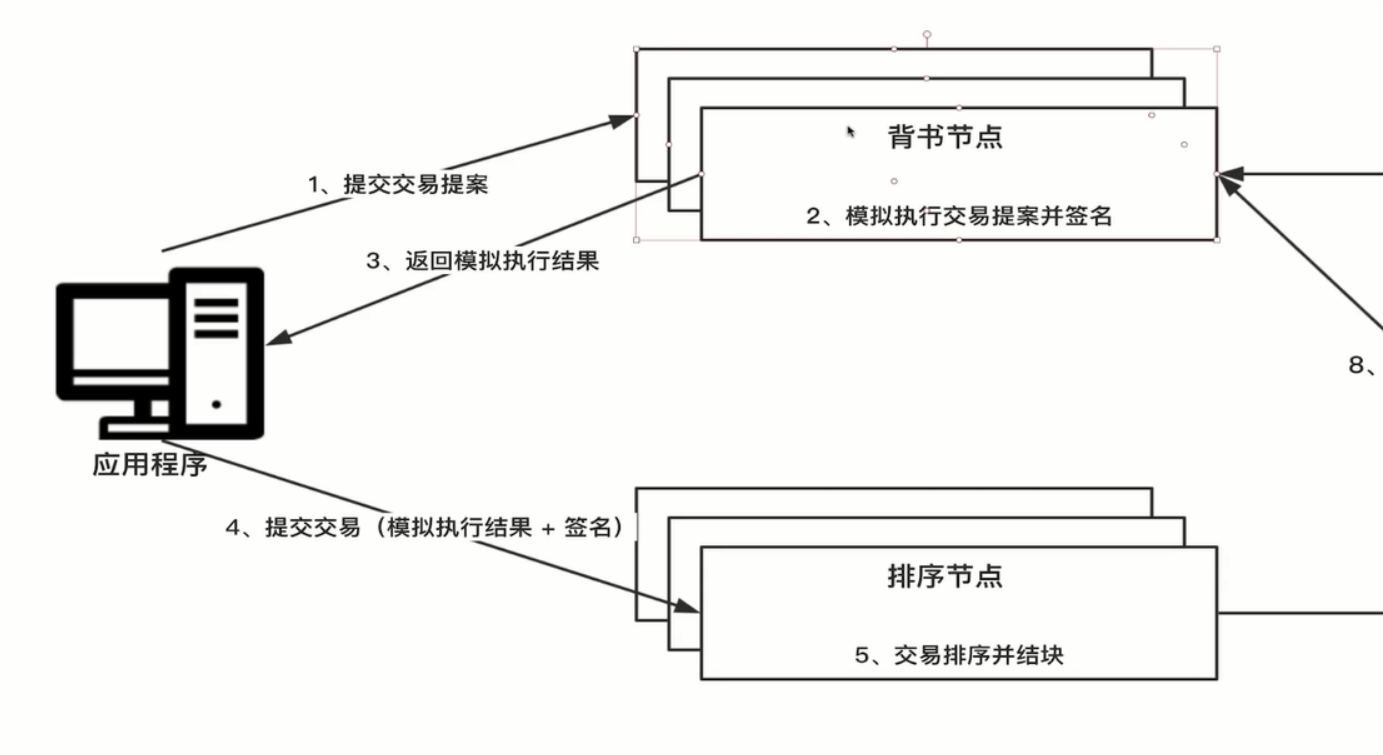 背书节点
1、提交交易提案
2、模拟执行交易提案并签名
3、返回模拟执行结果
8、
应用程序
4、提交交易（模拟执行结果 + 签名）
排序节点
5、交易排序并结块